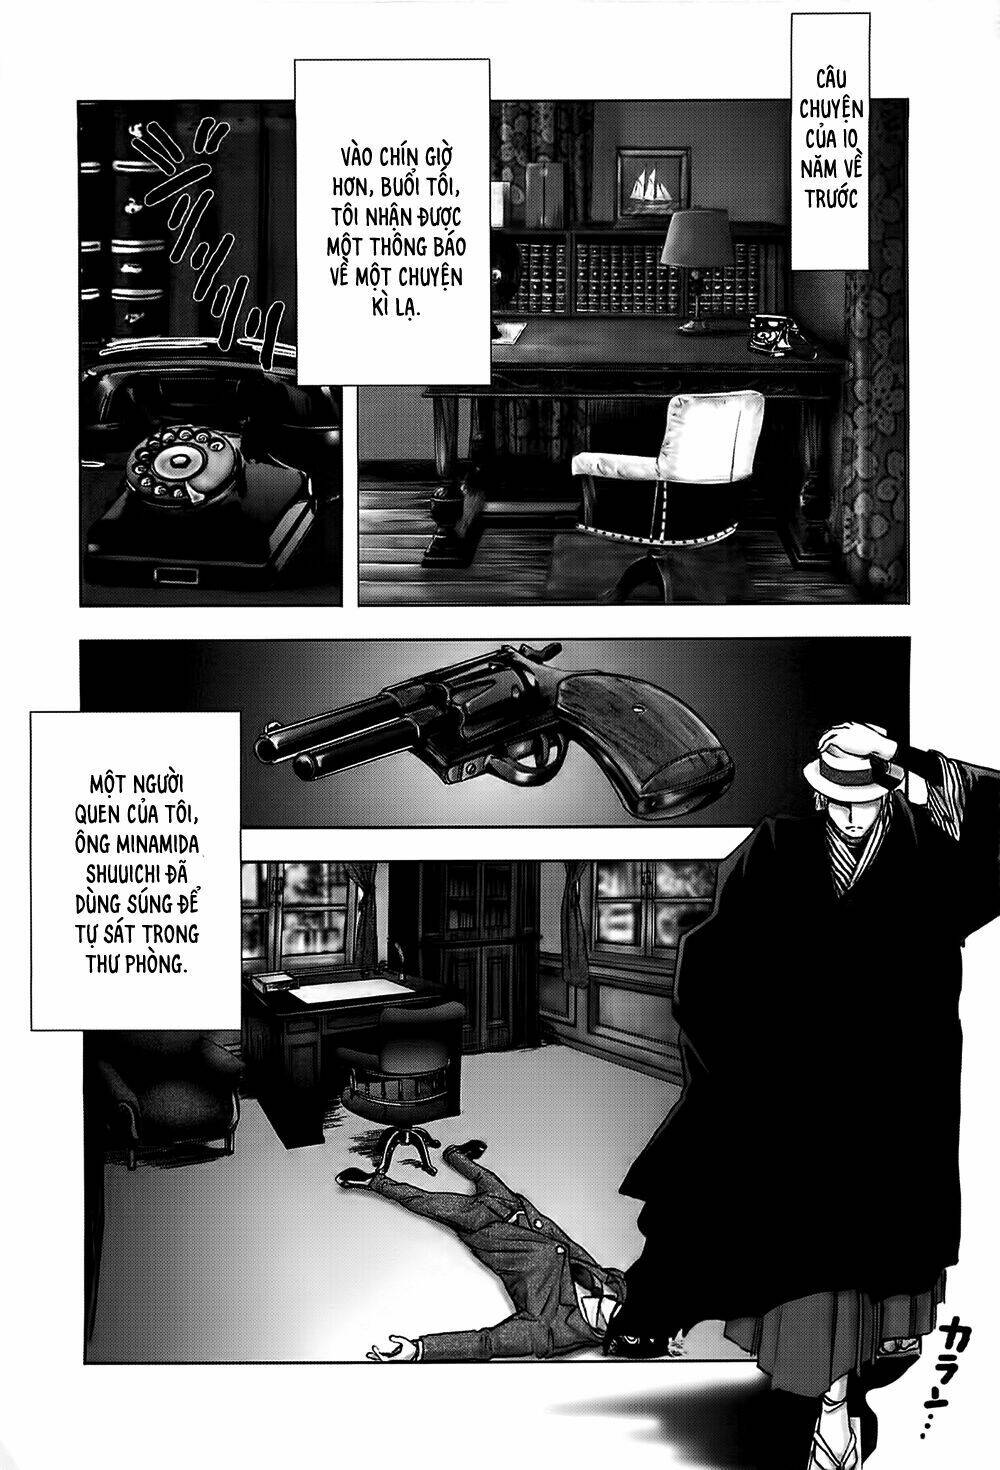 CÂU
CHUYỆN
CỦA 10
NĂM VỀ
TRƯỚC
VÀO CHÍN GIỜ
HƠN, BUỔI TỐI,
TÔI NHẬN ĐƯỢC
MỘT THÔNG BÁO
VỀ MỘT CHUYỆN
KÌ LẠ.
MỘT NGƯỜI
QUEN CỦA TÔI,
ÔNG MINAMIDA
SHUUICHI ĐÃ
DÙNG SÚNG ĐỂ
TỰ SÁT TRONG
THƯ PHÒNG.
カラーン…